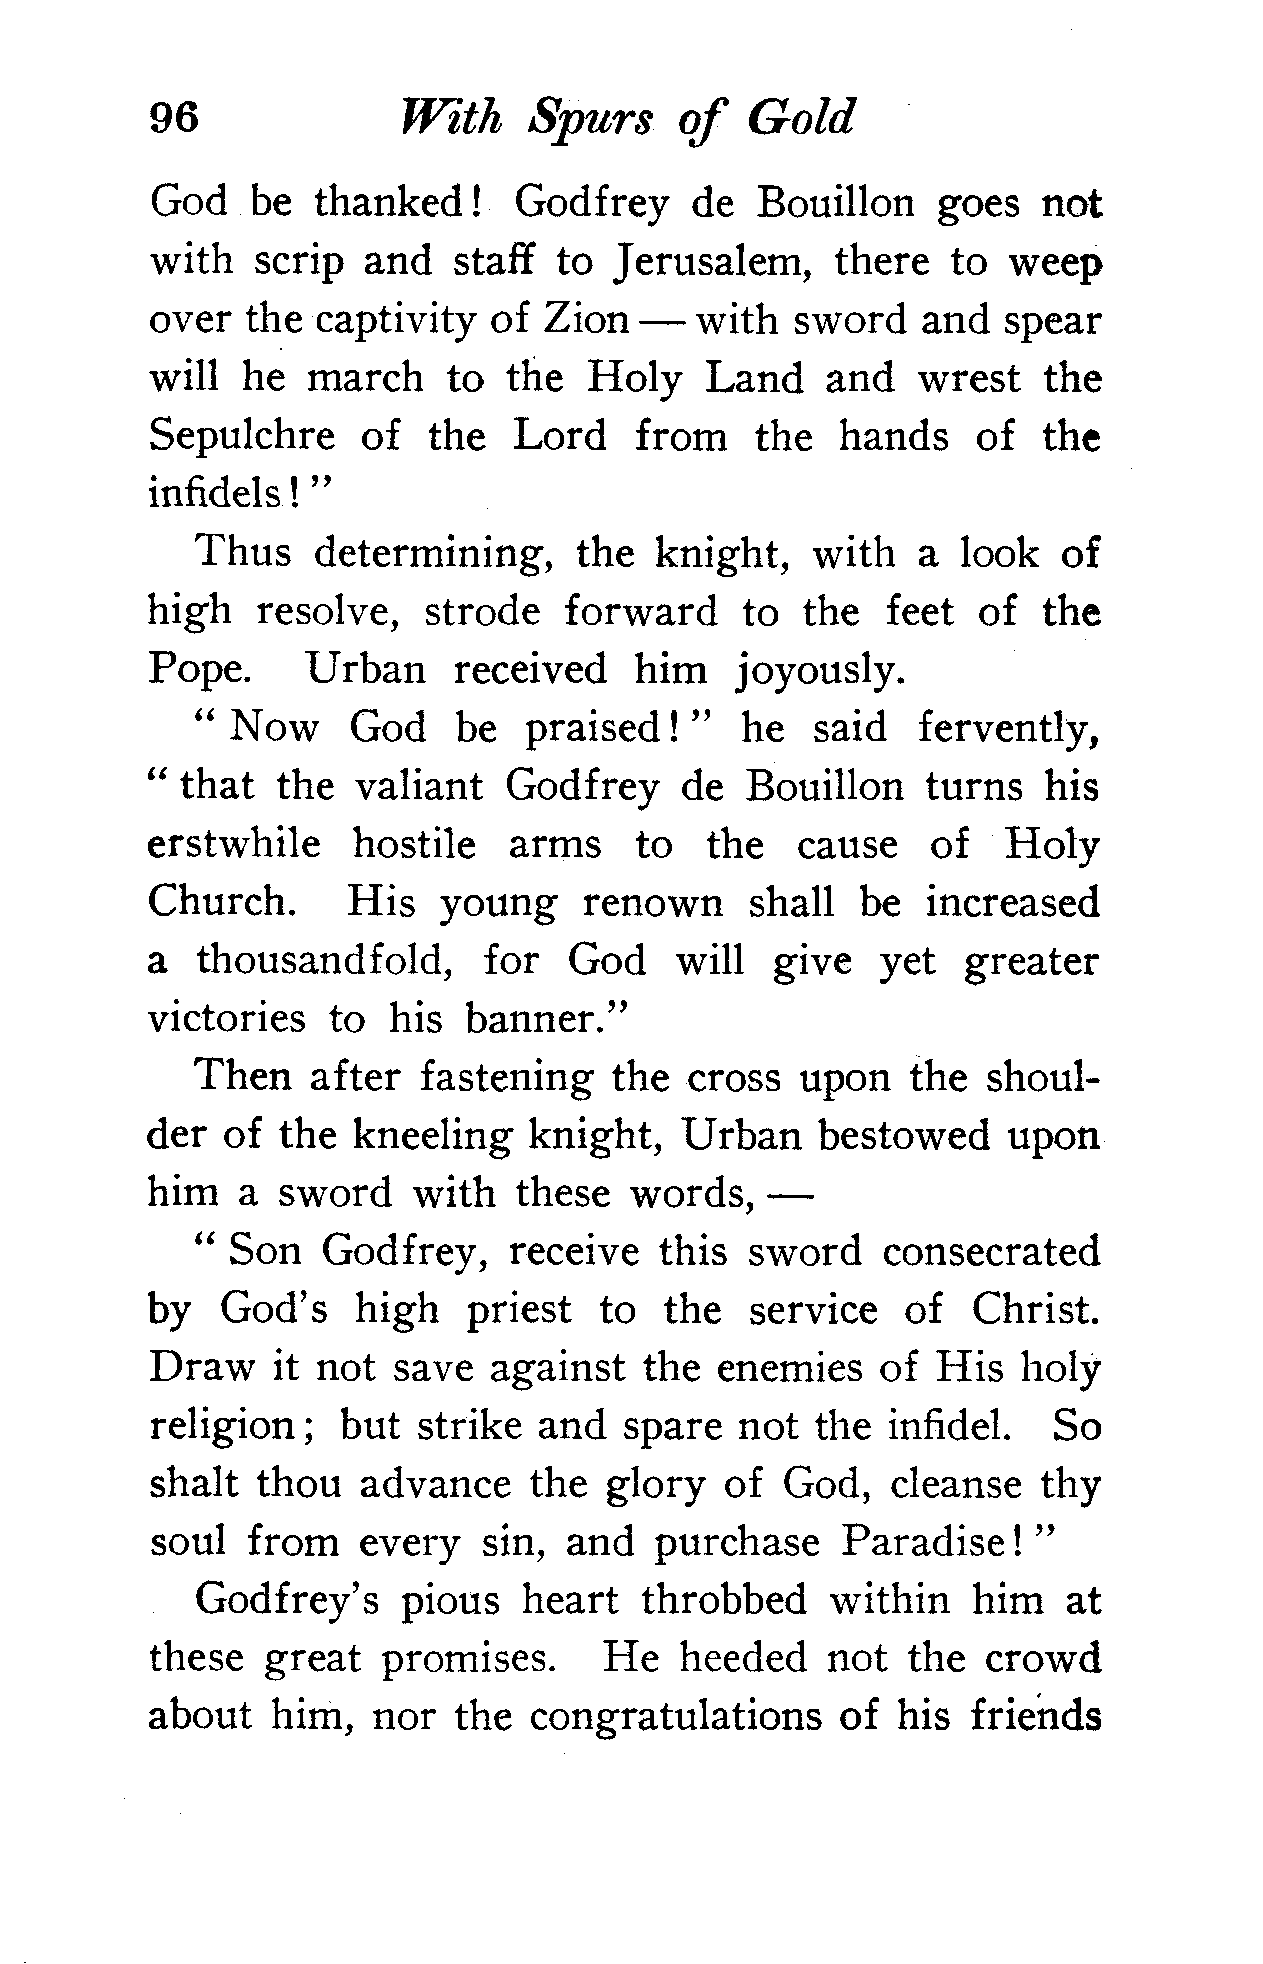 96 With Spurs of Gold
God be thanked! Godfrey de Bouillon goes not
with scrip and staff to Jerusalem, there to weep
over the captivity of Zion — with sword and spear
will he march to the Holy Land and wrest the
Sepulchre of the Lord from the hands of the
infidels! "
Thus determining, the knight, with a look of
high resolve, strode forward to the feet of the
Pope. Urban received him joyously.
" Now God be praised! " he said fervently,
" that the valiant Godfrey de Bouillon turns his
erstwhile hostile arms to the cause of Holy
Church. His young renown shall be increased
a thousandfold, for God will give yet greater
victories to his banner."
Then after fastening the cross upon the shoul-
der of the kneeling knight, Urban bestowed upon
him a sword with these words, —
" Son Godfrey, receive this sword consecrated
by God's high priest to the service of Christ.
Draw it not save against the enemies of His holy
religion; but strike and spare not the infidel. So
shalt thou advance the glory of God, cleanse thy
soul from every sin, and purchase Paradise! "
Godfrey's pious heart throbbed within him at
these great promises. He heeded not the crowd
about him, nor the congratulations of his friends